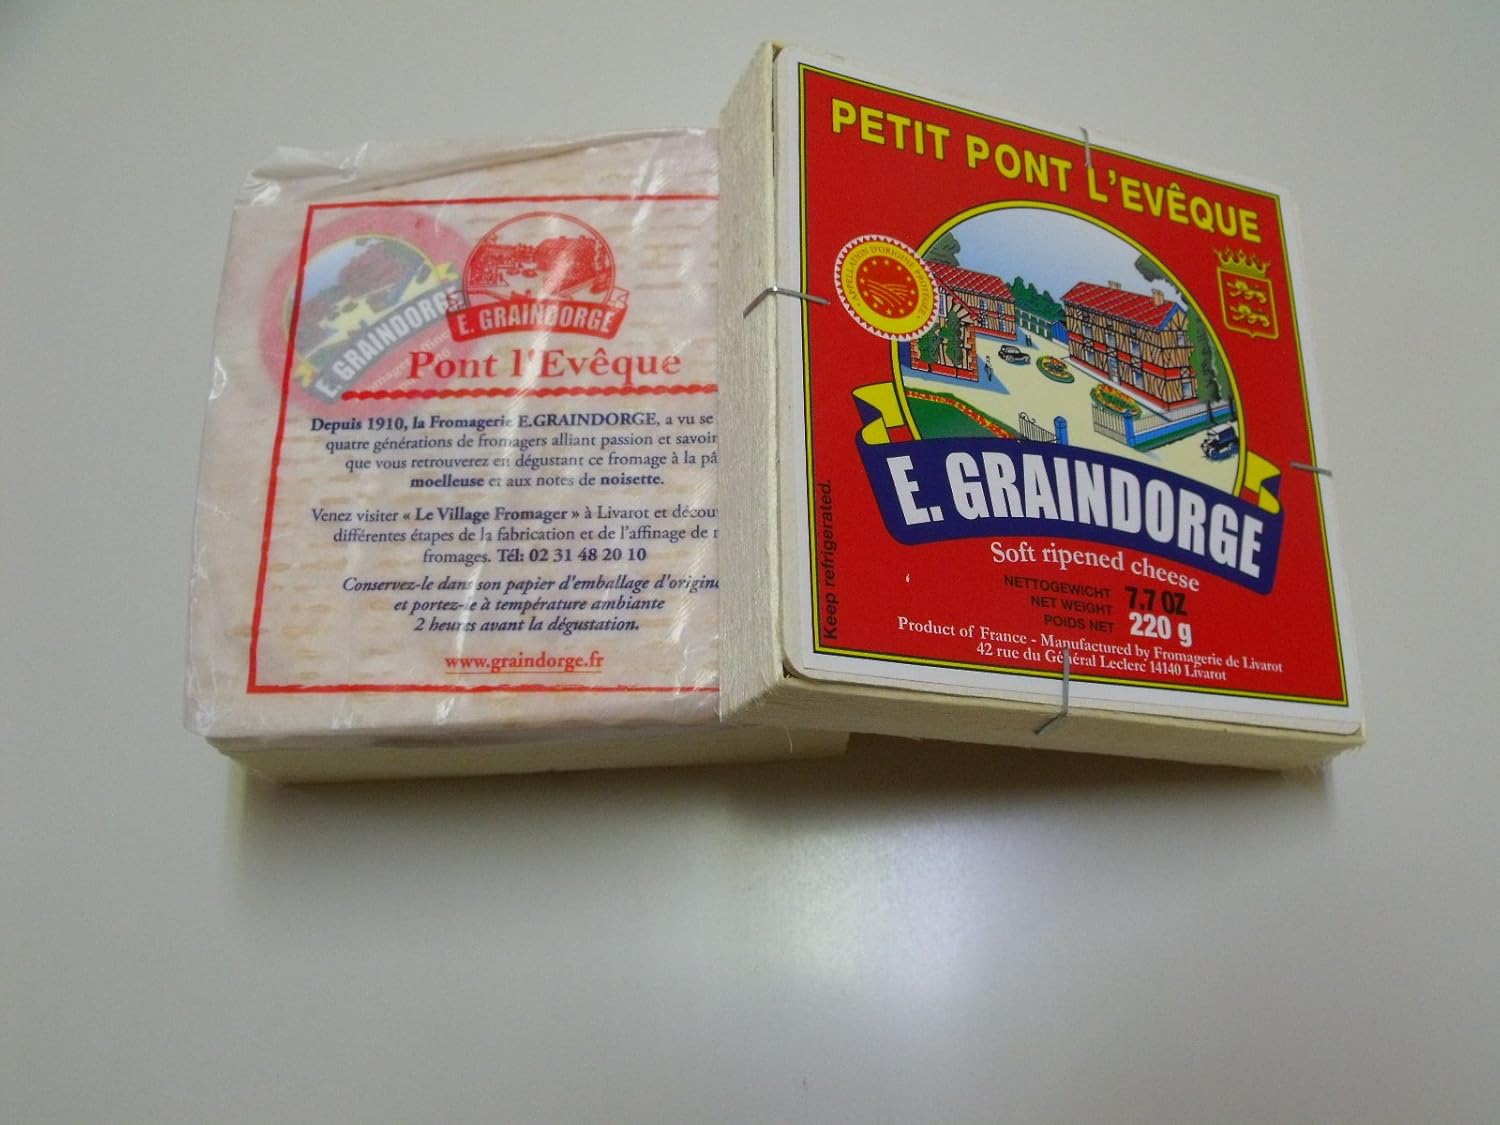 E. GRAINDORGE
E. GRAINDORGE
Pont l'Evêque
Depuis 1910, la Fromagerie E.GRAINDORGE, a vu se
quatre générations de fromagers alliant passion et savoir
que vous retrouverez en dégustant ce fromage à la
moelleuse et aux notes de noisette.
Venez visiter « Le Village Fromager » à Livarot et
différentes étapes de la fabrication et de l'affinage de
fromages. Tél: 02 31 48 20 10
Conservez-le dans son papier d'emballage d'origine
et portez-le à température ambiante
2 heures avant la dégustation.
www.graindorge.fr
PETIT PONT L'EVÊQUE
APPELLATION D'ORIGINE PROTÉGÉE
E. GRAINDORGE
Soft ripened cheese
NETTOGEWICHT
NET WEIGHT
POIDS NET
7.7 OZ
220 g
Keep refrigerated.
Product of France - Manufactured by Fromagerie de Livarot
42 rue du Général Leclerc 14140 Livarot